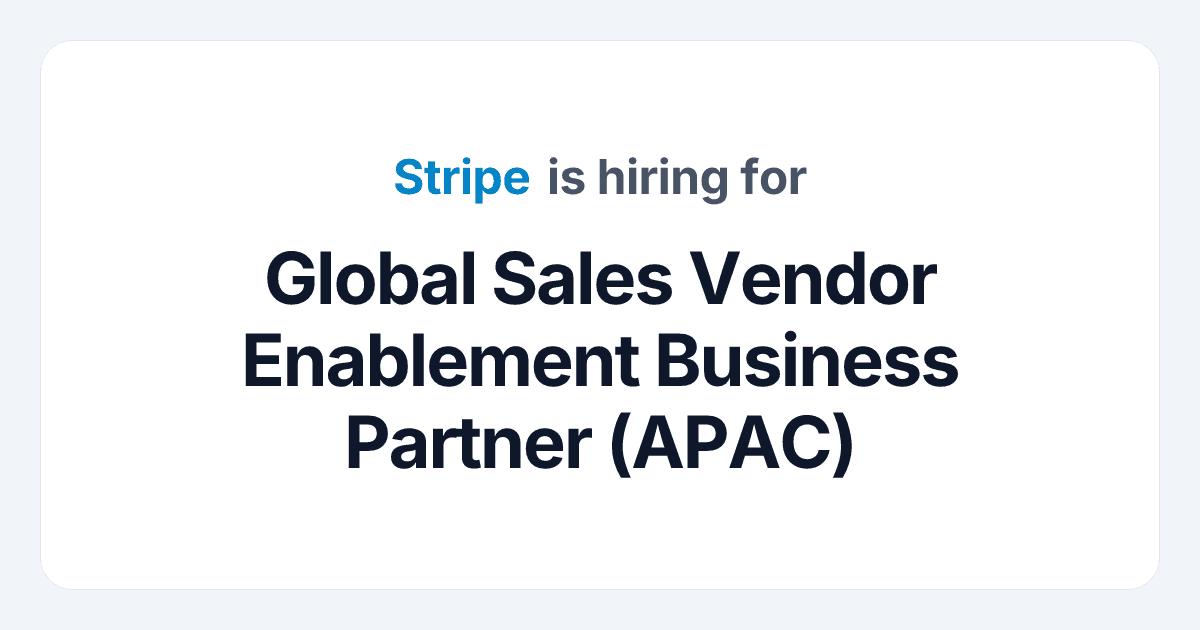 Stripe is hiring for
Global Sales Vendor
Enablement Business
Partner (APAC)